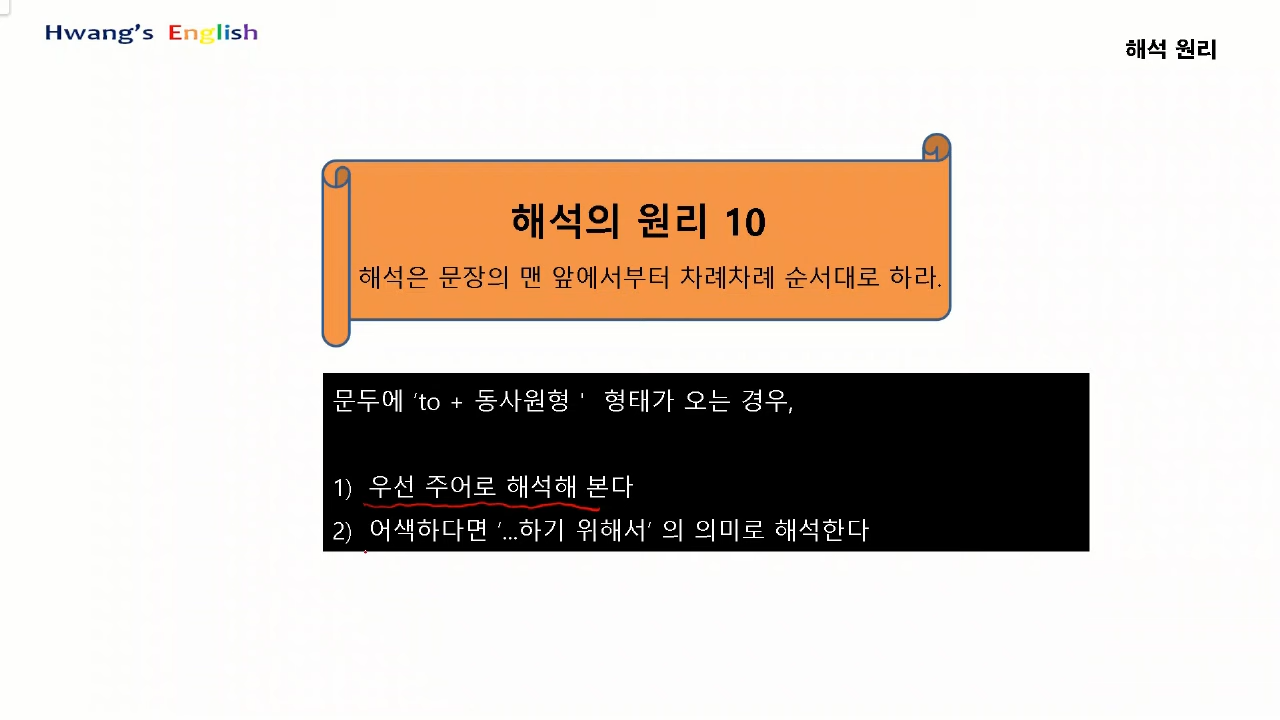 Hwang's English
해석 원리
해석의 원리 10
해석은 문장의 맨 앞에서부터 차례차례 순서대로 하라.
문두에 ‘to + 동사원형 ' 형태가 오는 경우,
1) 우선 주어로 해석해 본다
2) 어색하다면 ‘...하기 위해서’ 의 의미로 해석한다